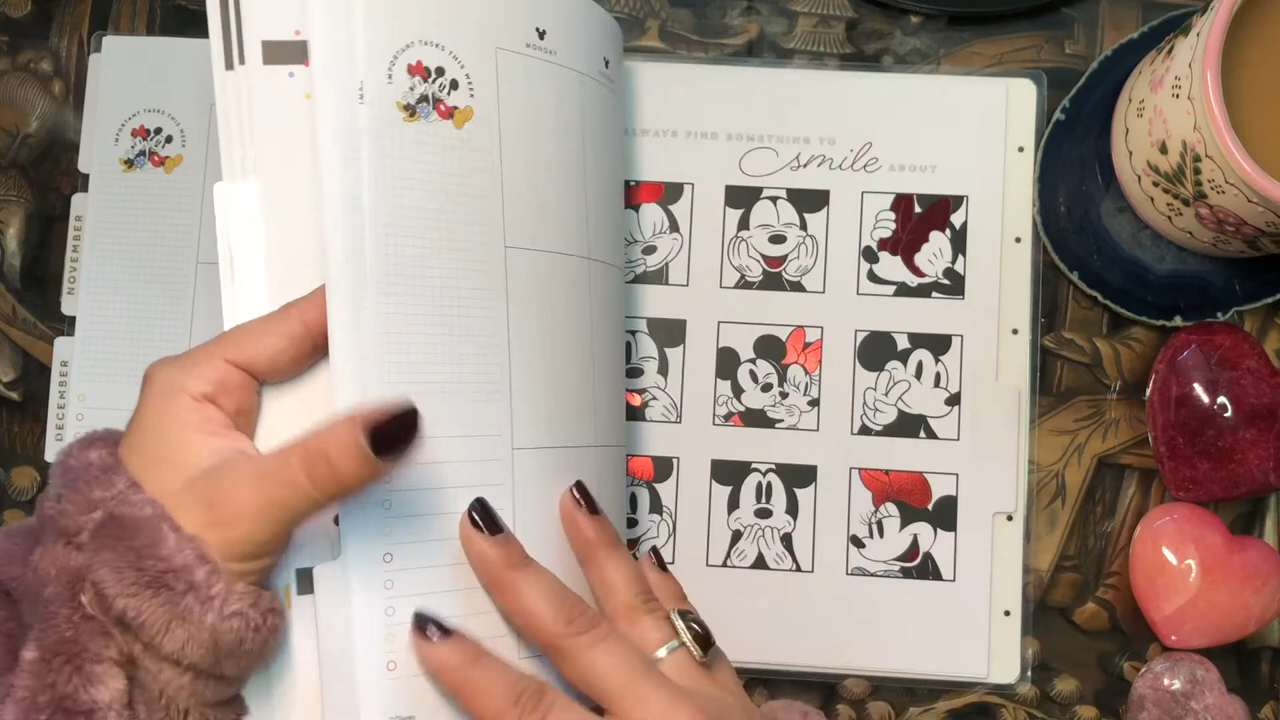 IMPORTANT TASKS THIS WEEK
NOVEMBER
DECEMBER
IMPORTANT TASKS THIS WEEK
MONDAY
ALWAYS FIND SOMETHING TO
smile ABOUT